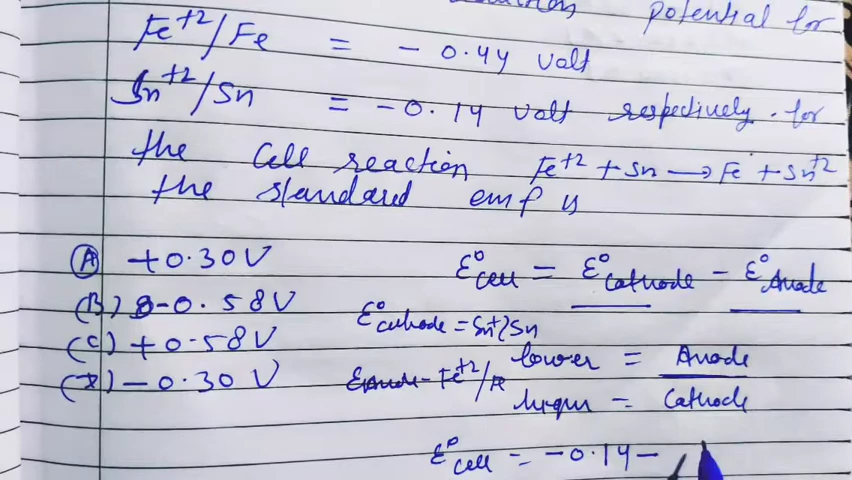 potential for
Fe⁺²/Fe = - 0.44 volt
Sn⁺²/Sn = -0.14 volt respectively. for
the Cell reaction Fe⁺² + Sn → Fe + Sn⁺²
the standard emf is
(A) +0.30V
(B) -0.58V
(C) +0.58V
(D) -0.30V
E°cell = E°cathode - E°Anode
E°cathode = Sn⁺²/Sn
lower = Anode
E Anode - Fe⁺²/Fe
higher = Cathode
E°cell = -0.14 -